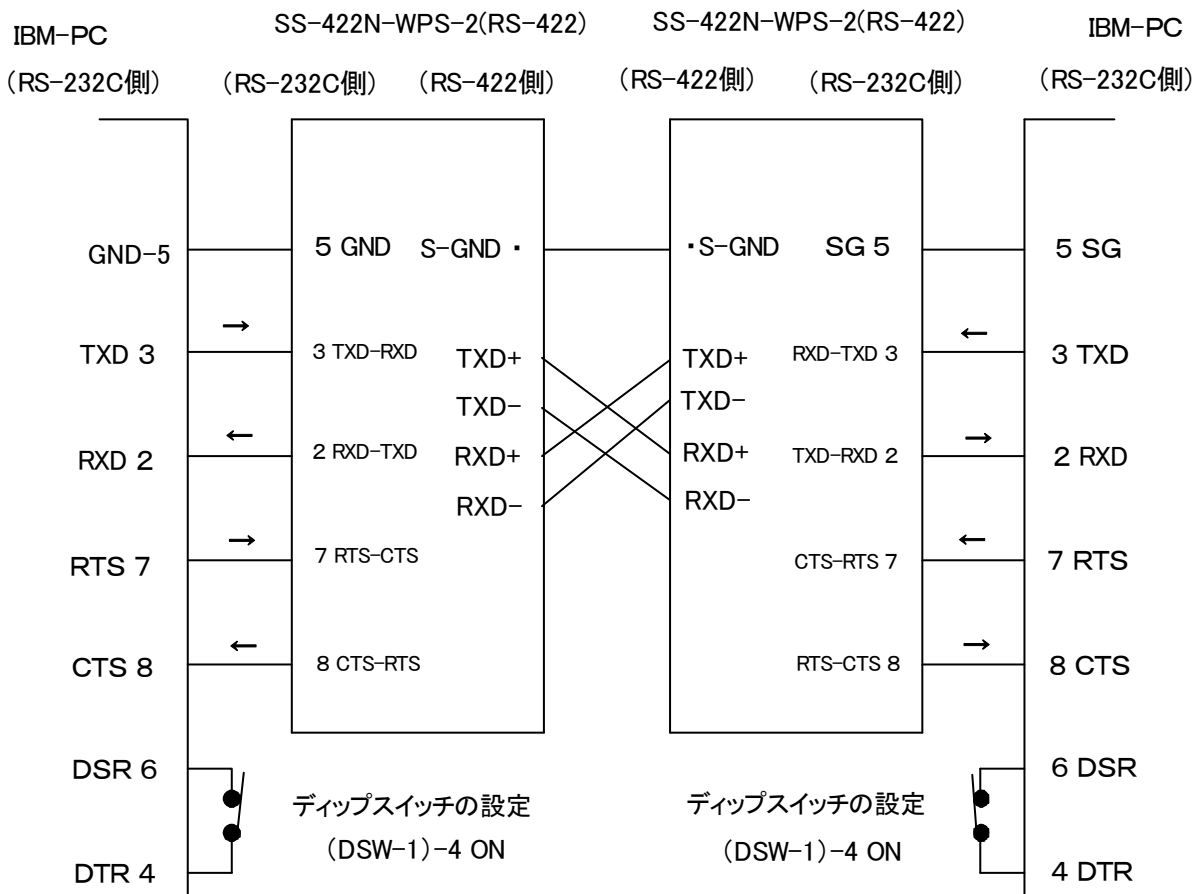 IBM-PC SS-422N-WPS-2(RS-422) SS-422N-WPS-2(RS-422) IBM-PC
(RS-232C側) (RS-232C側) (RS-422側) (RS-422側) (RS-232C側) (RS-232C側)
GND-5 5 GND S-GND ・ ・S-GND SG 5 5 SG
→ ←
TXD 3 3 TXD-RXD TXD+ TXD+ RXD-TXD 3 3 TXD
TXD- TXD-
← →
RXD 2 2 RXD-TXD RXD+ RXD+ TXD-RXD 2 2 RXD
RXD- RXD-
→ ←
RTS 7 7 RTS-CTS CTS-RTS 7 7 RTS
← →
CTS 8 8 CTS-RTS RTS-CTS 8 8 CTS
DSR 6 6 DSR
ディップスイッチの設定 ディップスイッチの設定
(DSW-1)-4 ON (DSW-1)-4 ON
DTR 4 4 DTR